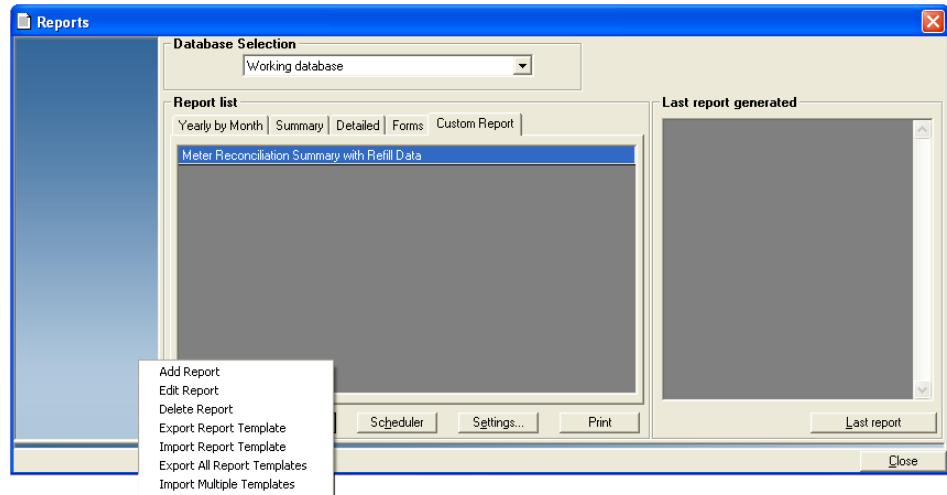 Reports
Database Selection
Working database
Report list
Yearly by Month Summary Detailed Forms Custom Report
Meter Reconciliation Summary with Refill Data
Last report generated
Add Report
Edit Report
Delete Report
Export Report Template
Import Report Template
Export All Report Templates
Import Multiple Templates
Scheduler Settings... Print
Last report
Close